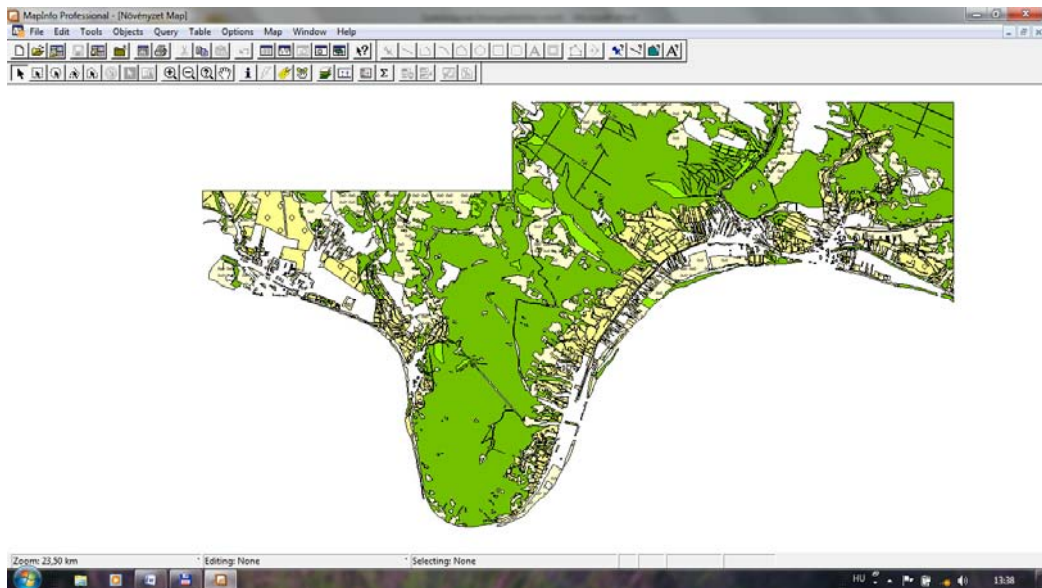 MapInfo Professional - [Növényzet Map]
File Edit Tools Objects Query Table Options Map Window Help
Zoom: 23,50 km
Editing: None
Selecting: None
HU
13:38